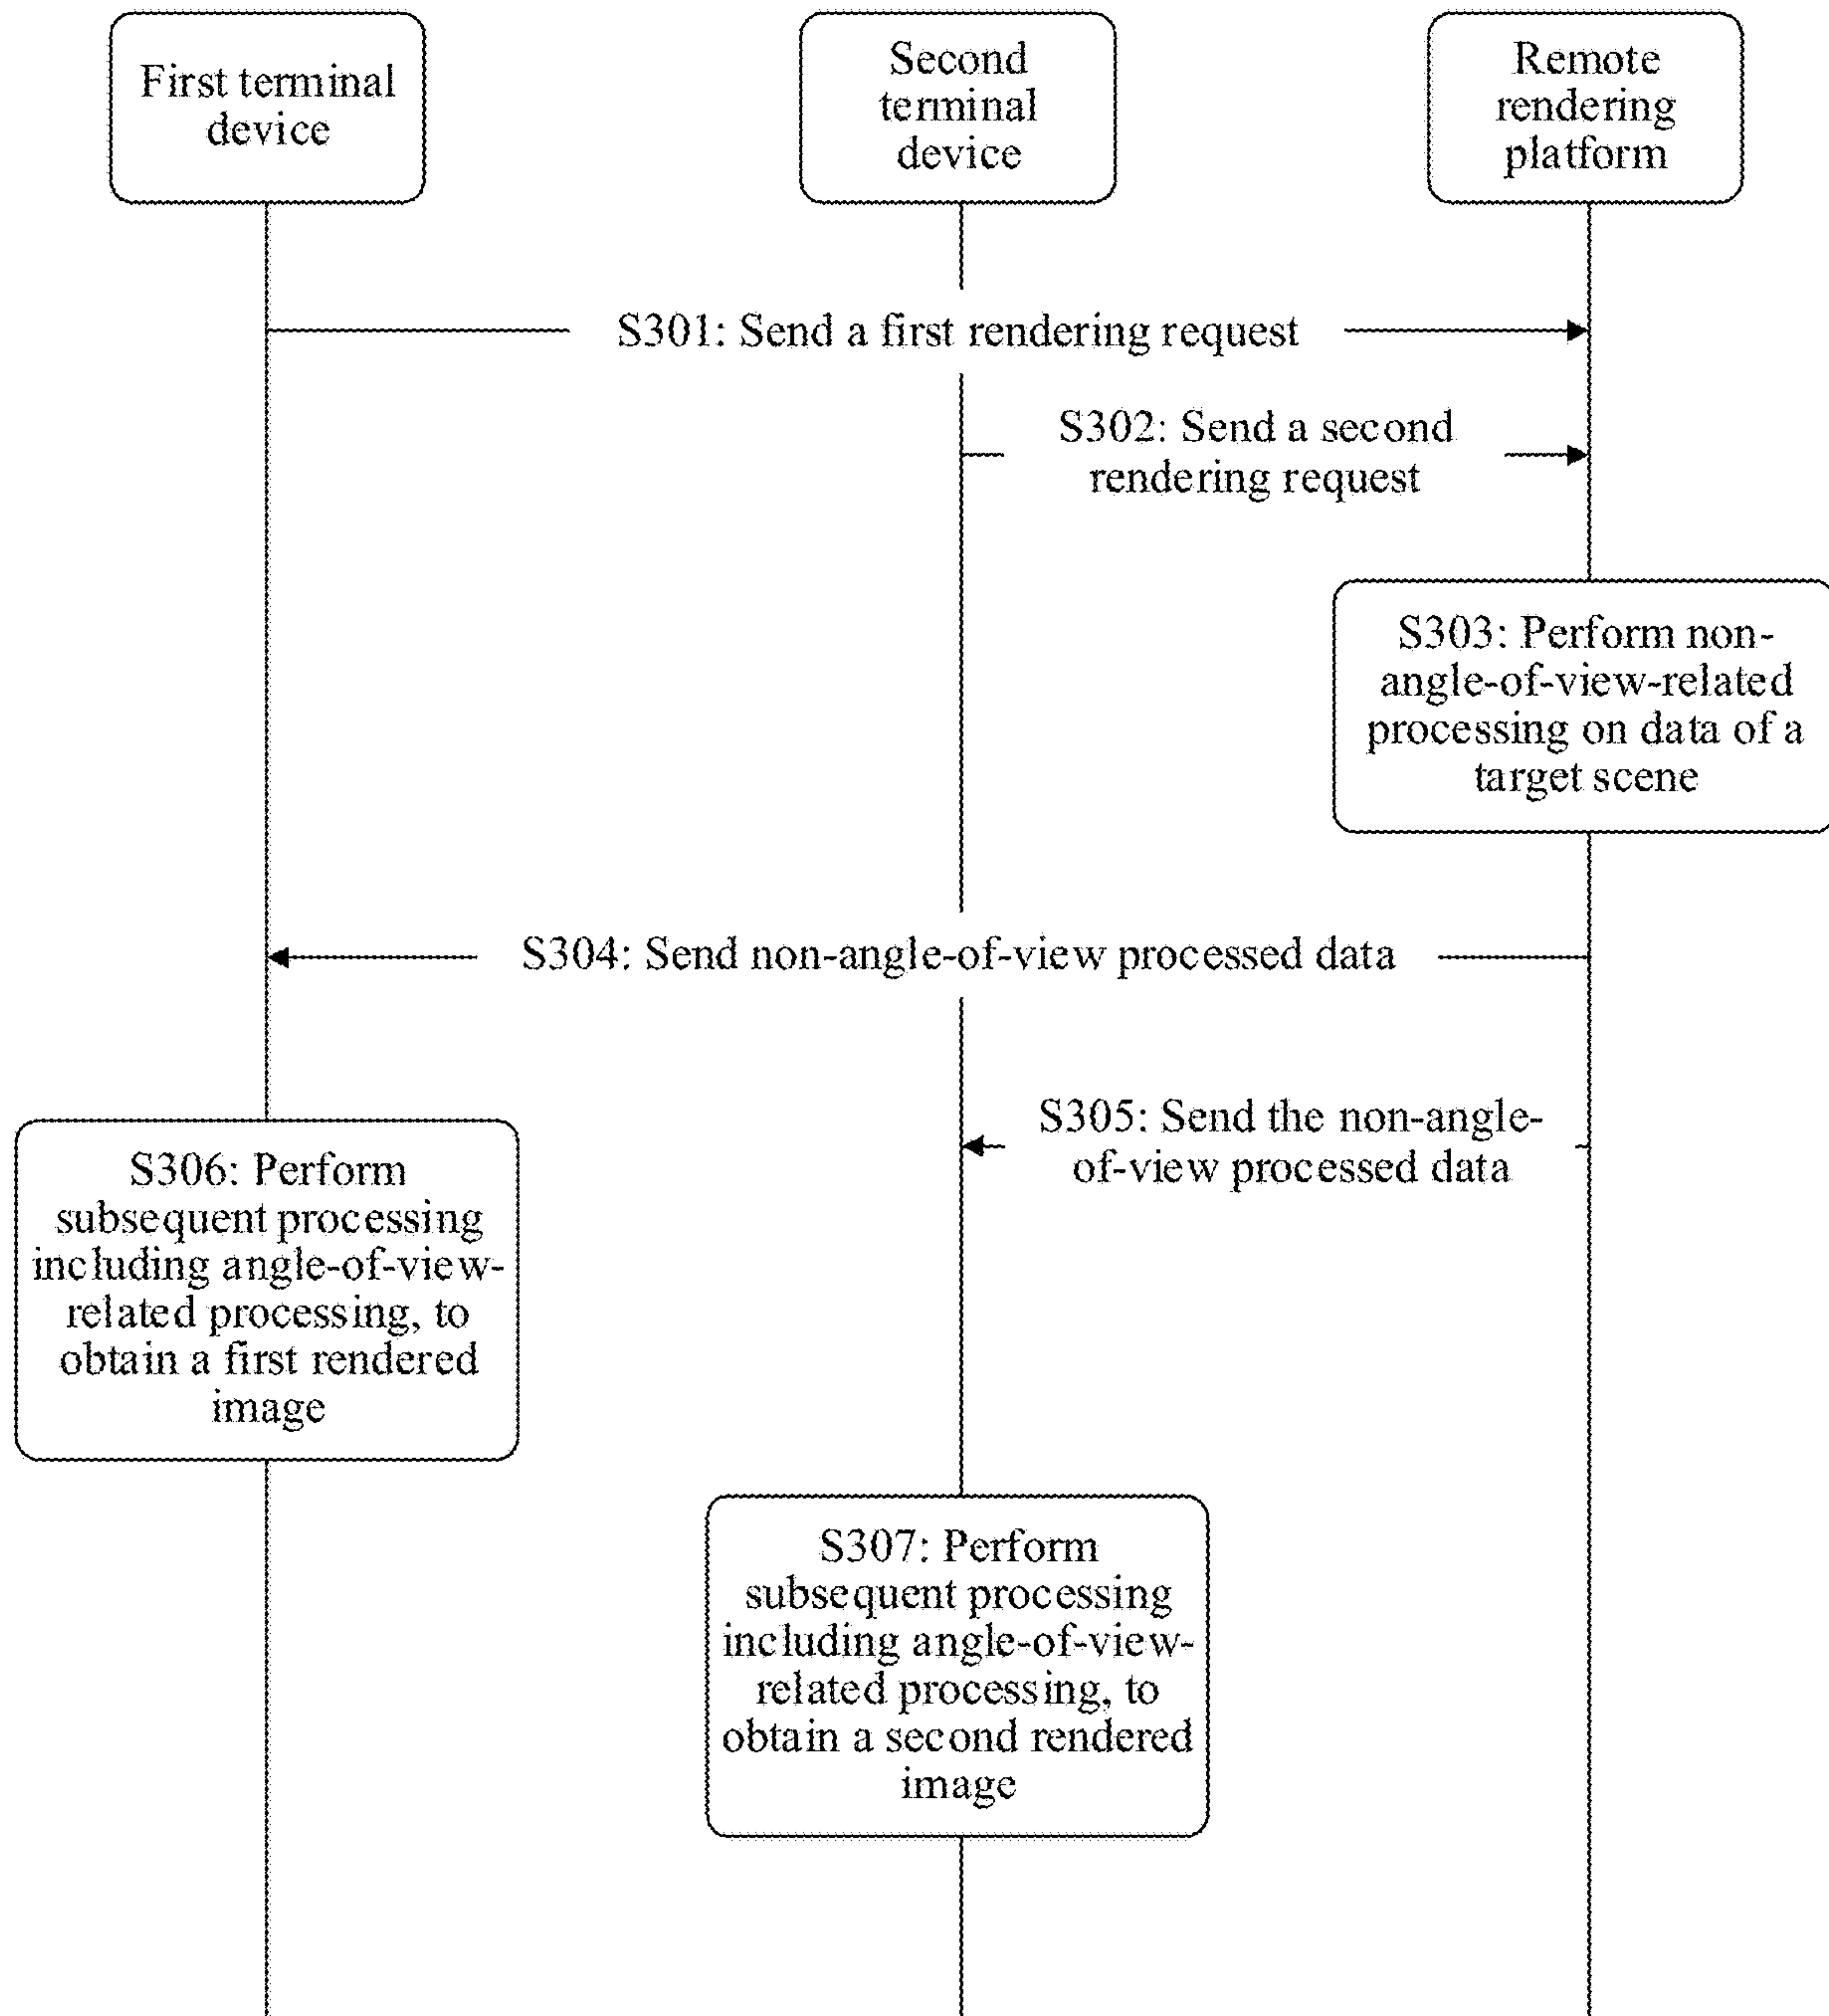 First terminal
device
Second
terminal
device
Remote
rendering
platform
S301: Send a first rendering request
S302: Send a second
rendering request
S303: Perform non-
angle-of-view-related
processing on data of a
target scene
S304: Send non-angle-of-view processed data
S305: Send the non-angle-
of-view processed data
S306: Perform
subsequent processing
including angle-of-view-
related processing, to
obtain a first rendered
image
S307: Perform
subsequent processing
including angle-of-view-
related processing, to
obtain a second rendered
image